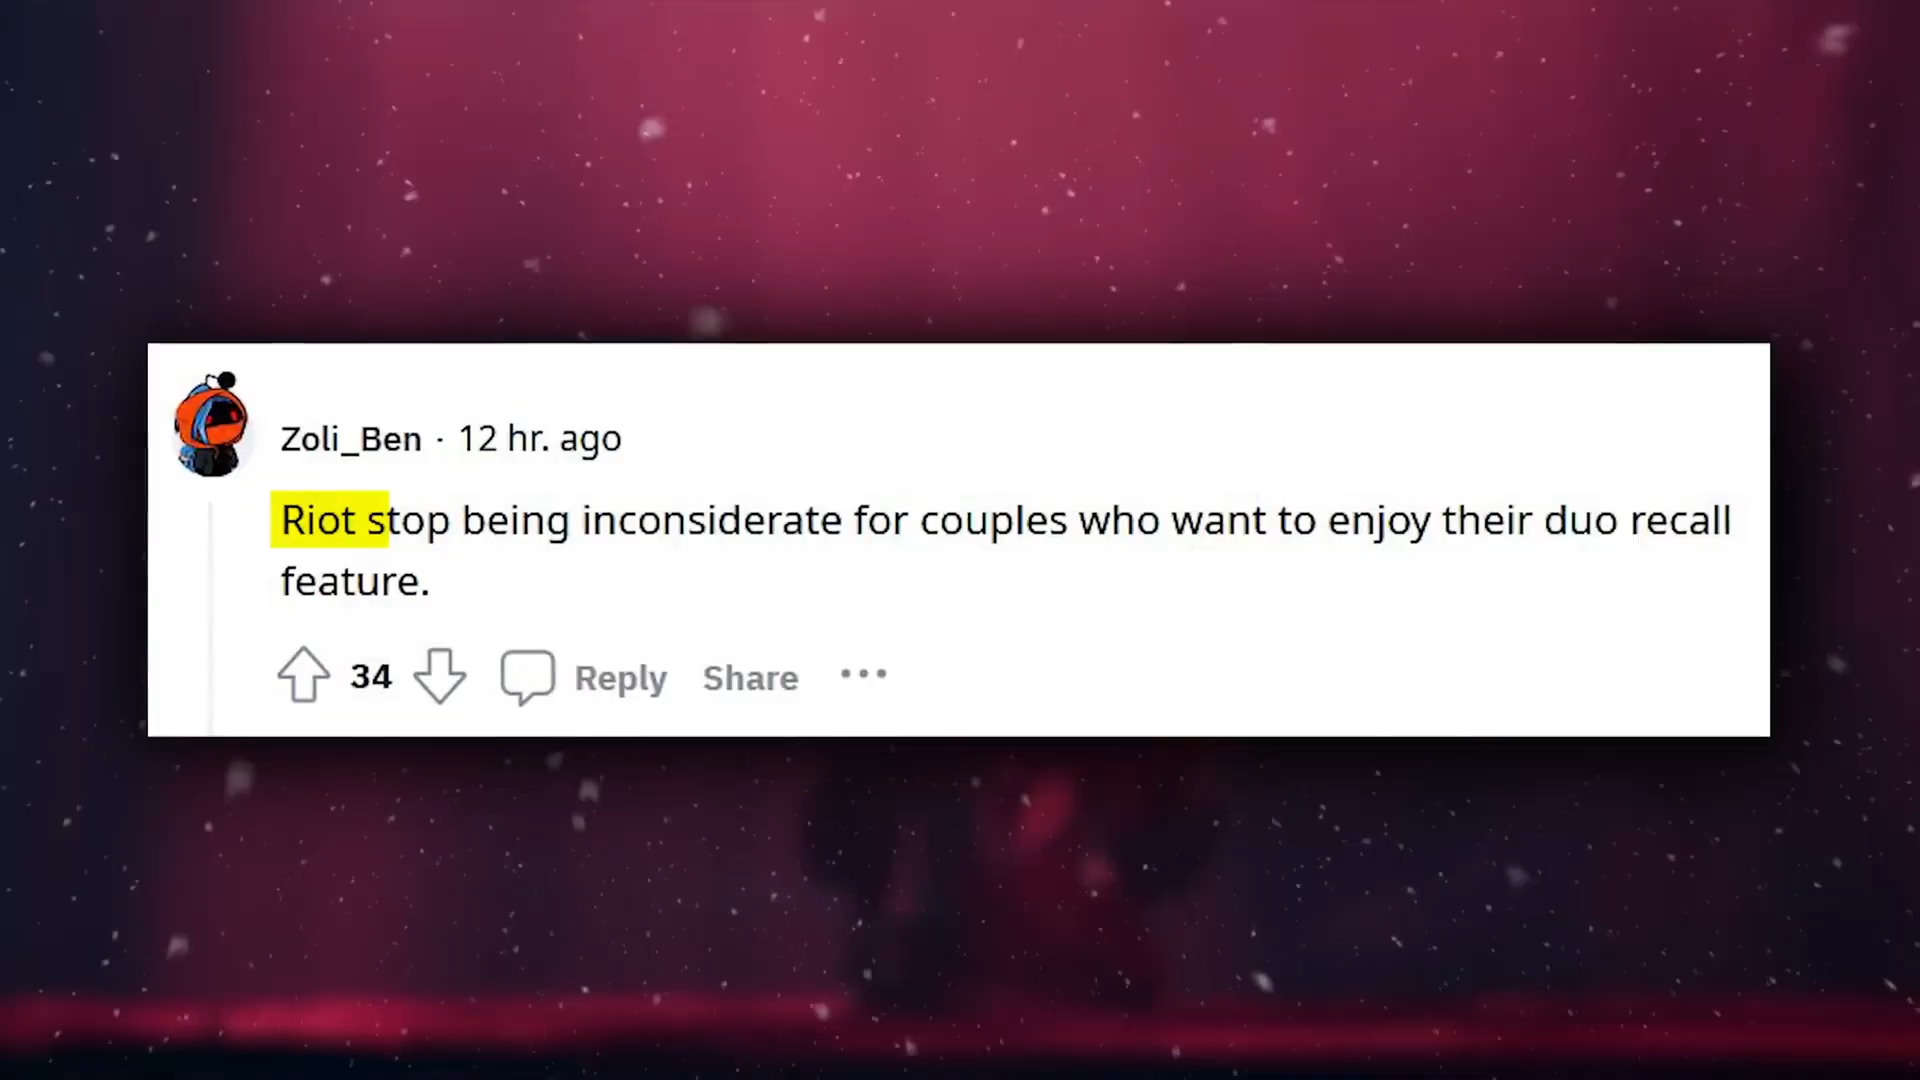 Zoli_Ben · 12 hr. ago
Riot stop being inconsiderate for couples who want to enjoy their duo recall
feature.
34 Reply Share ···